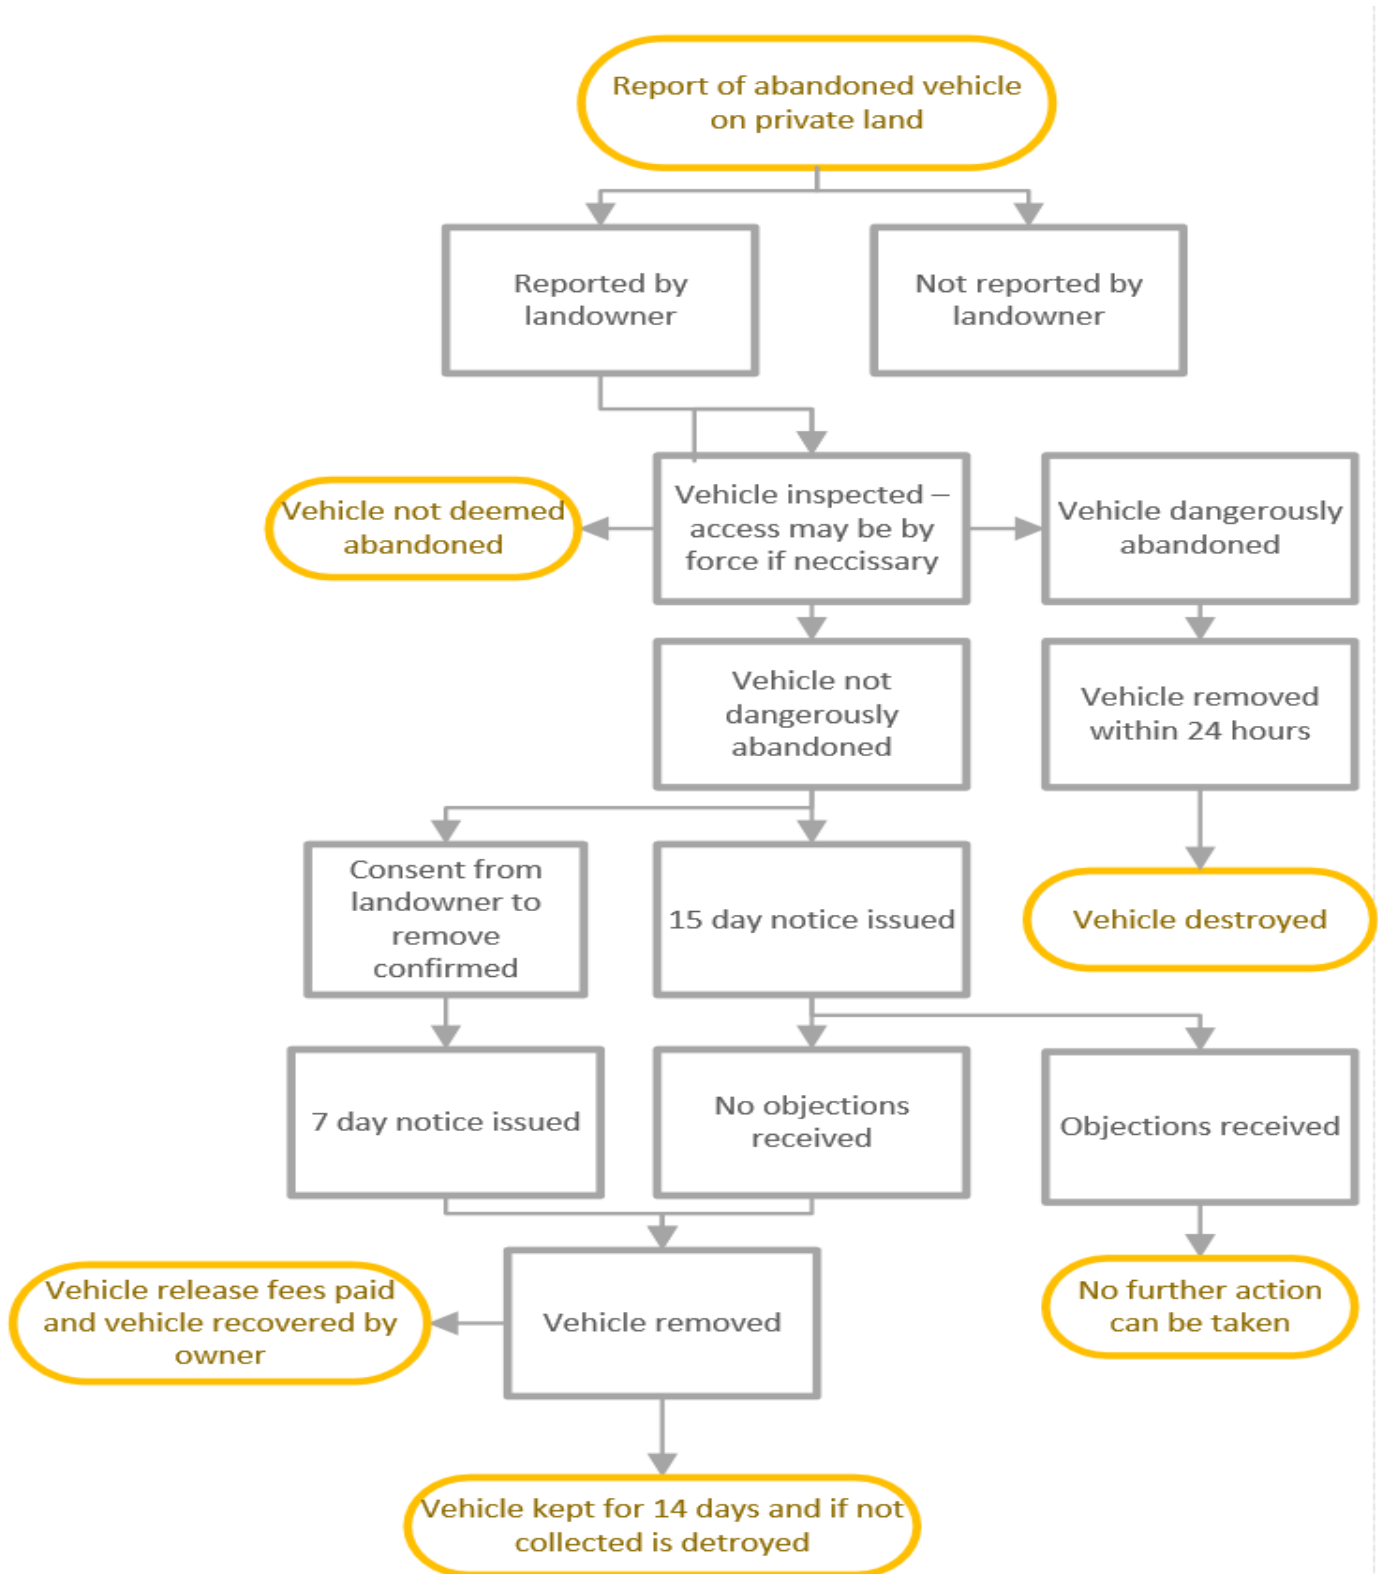 Report of abandoned vehicle
on private land
Reported by
landowner
Not reported by
landowner
Vehicle not deemed
abandoned
Vehicle inspected –
access may be by
force if neccissary
Vehicle dangerously
abandoned
Vehicle not
dangerously
abandoned
Vehicle removed
within 24 hours
Consent from
landowner to
remove
confirmed
15 day notice issued
Vehicle destroyed
7 day notice issued
No objections
received
Objections received
Vehicle release fees paid
and vehicle recovered by
owner
Vehicle removed
No further action
can be taken
Vehicle kept for 14 days and if not
collected is detroyed